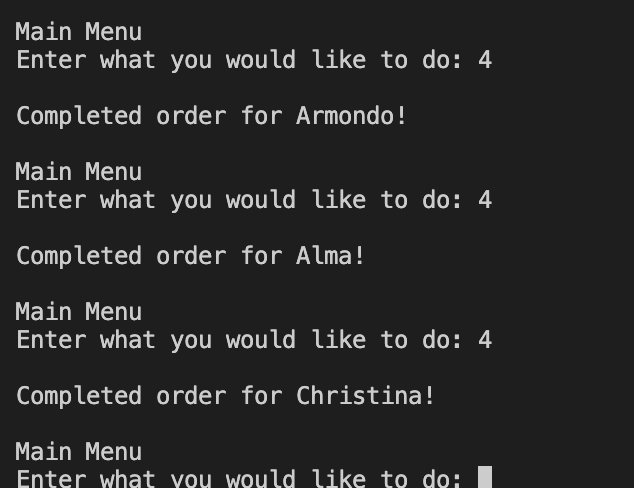 Main Menu
Enter what you would like to do: 4
Completed order for Armondo!
Main Menu
Enter what you would like to do: 4
Completed order for Alma!
Main Menu
Enter what you would like to do: 4
Completed order for Christina!
Main Menu
Enter what you would like to do: